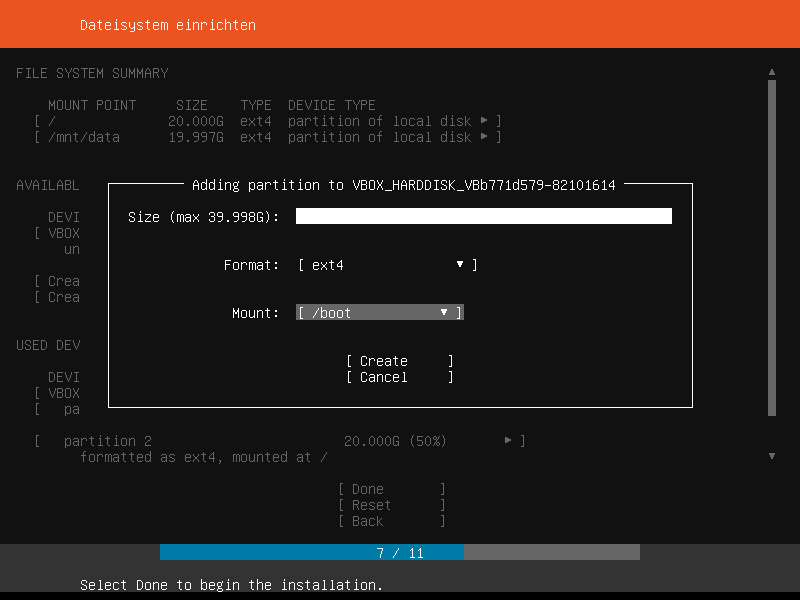 Dateisystem einrichten
FILE SYSTEM SUMMARY
MOUNT POINT SIZE TYPE DEVICE TYPE
[ / 20.000G ext4 partition of local disk ▸ ]
[ /mnt/data 19.997G ext4 partition of local disk ▸ ]
AVAILABL
Adding partition to VBOX_HARDDISK_VBb771d579-82101614
DEVI
Size (max 39.998G):
[ VBOX
un
Format: [ ext4 ▾ ]
[ Crea
[ Crea
Mount: [ /boot ▾ ]
USED DEV
[ Create ]
DEVI
[ Cancel ]
[ VBOX
[ pa
[ partition 2 20.000G (50%) ▸ ]
formatted as ext4, mounted at /
[ Done ]
[ Reset ]
[ Back ]
7 / 11
Select Done to begin the installation.